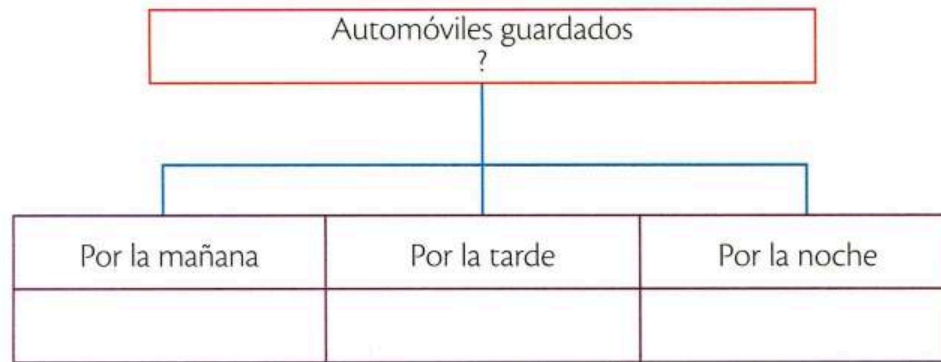 Automóviles guardados
?
Por la mañana
Por la tarde
Por la noche